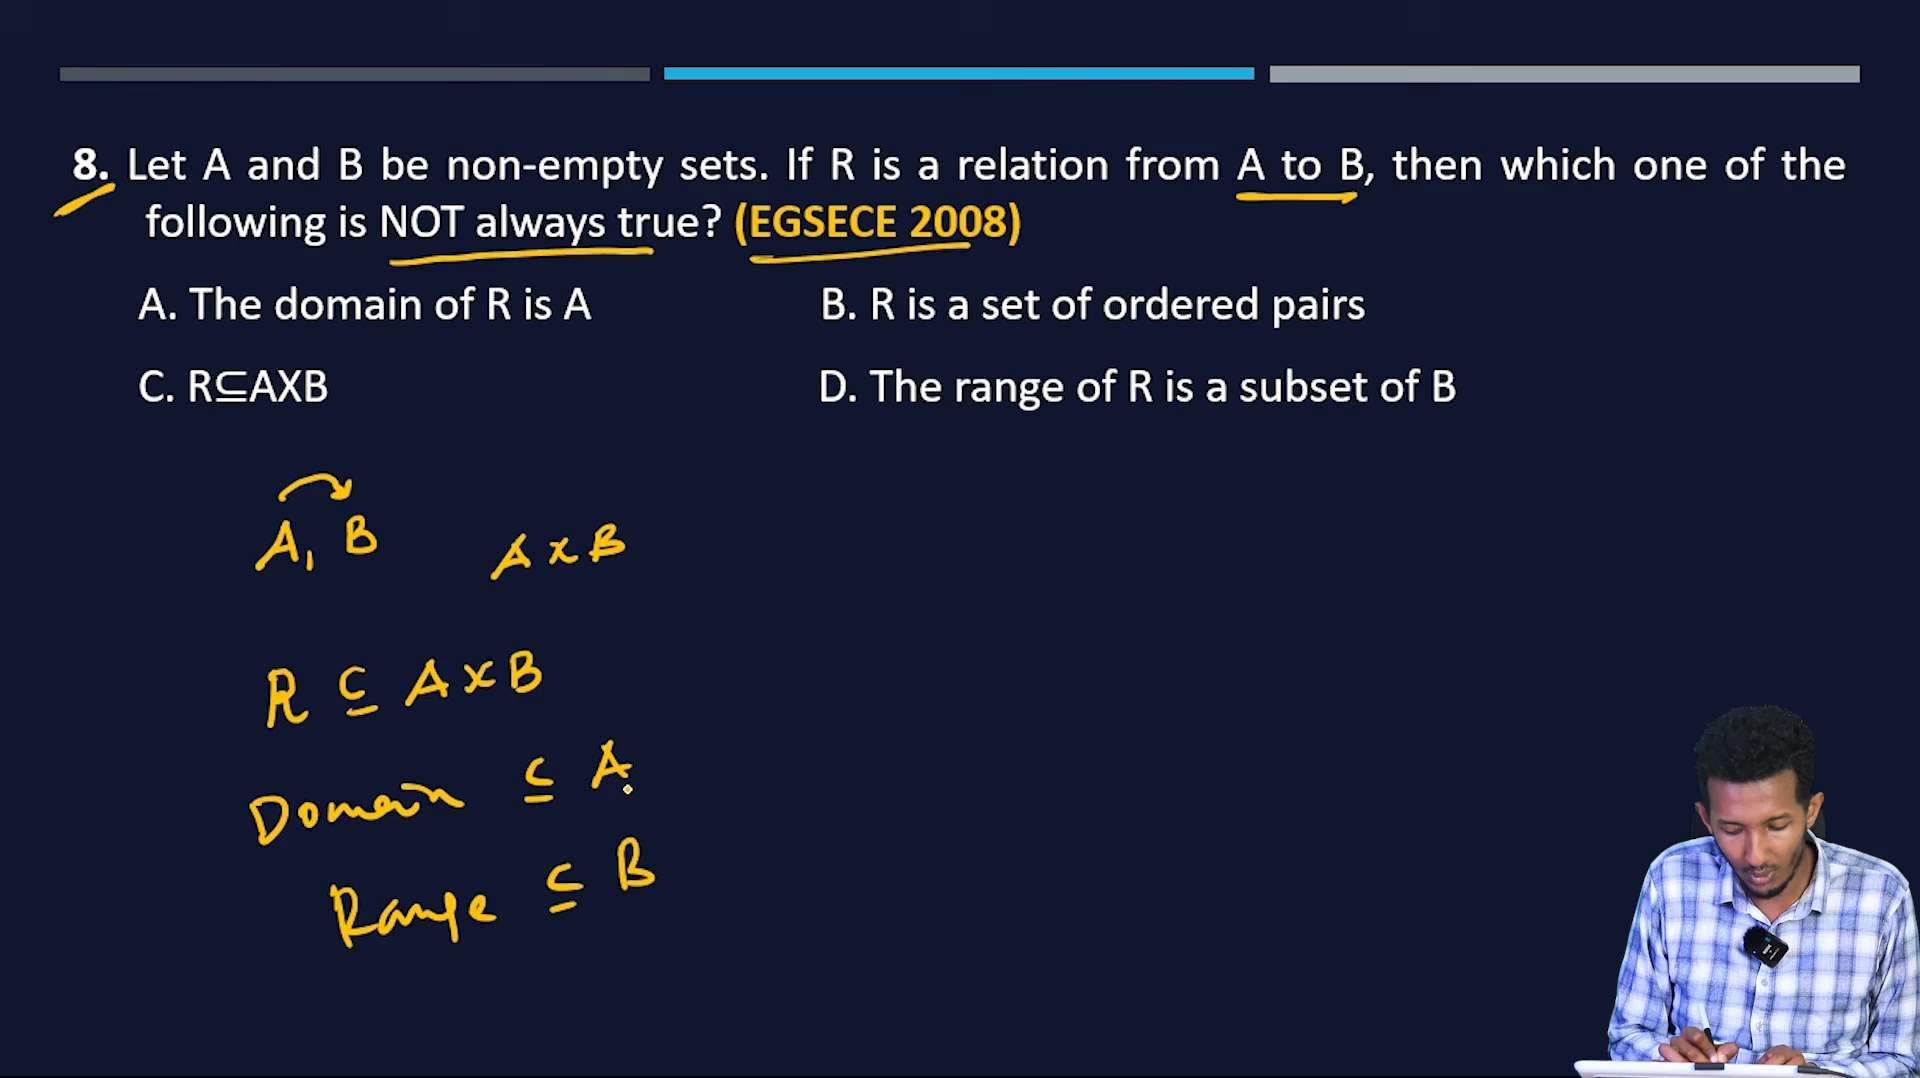 8. Let A and B be non-empty sets. If R is a relation from A to B, then which one of the
following is NOT always true? (EGSECE 2008)
A. The domain of R is A
B. R is a set of ordered pairs
C. R⊆AXB
D. The range of R is a subset of B
A, B
A x B
R ⊆ A x B
Domain ⊆ A
Range ⊆ B